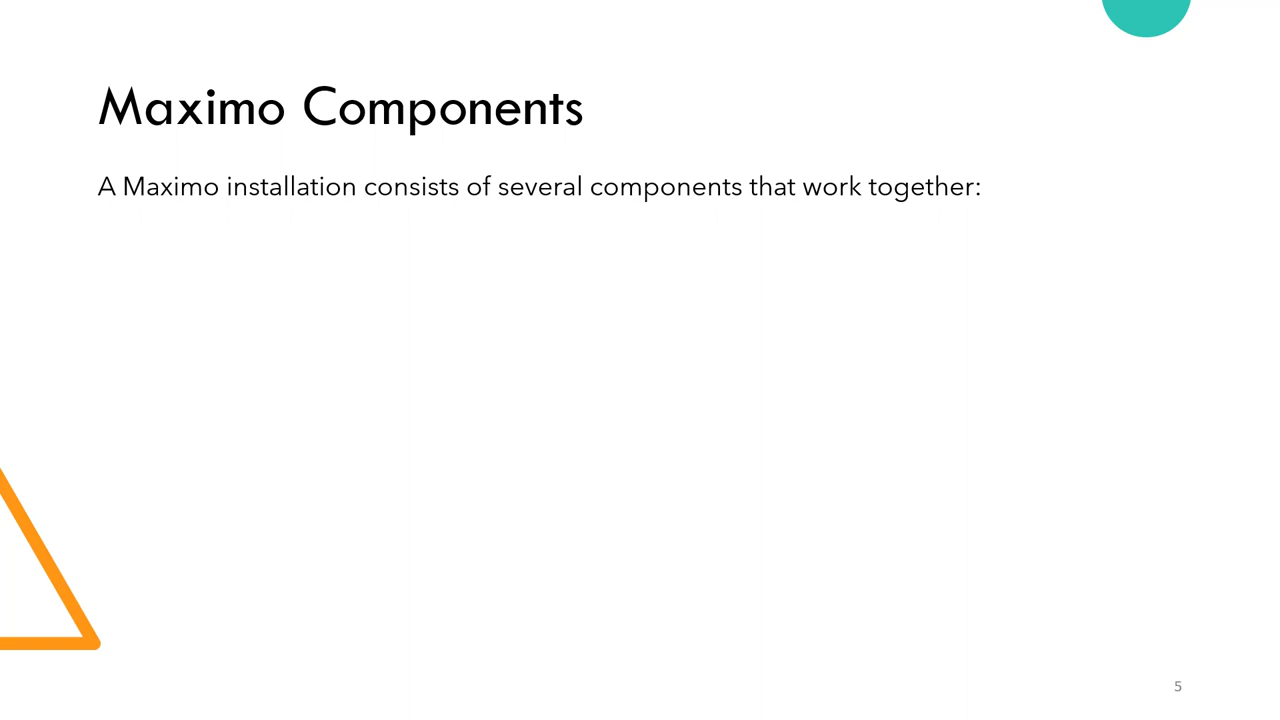 Maximo Components
A Maximo installation consists of several components that work together:
5